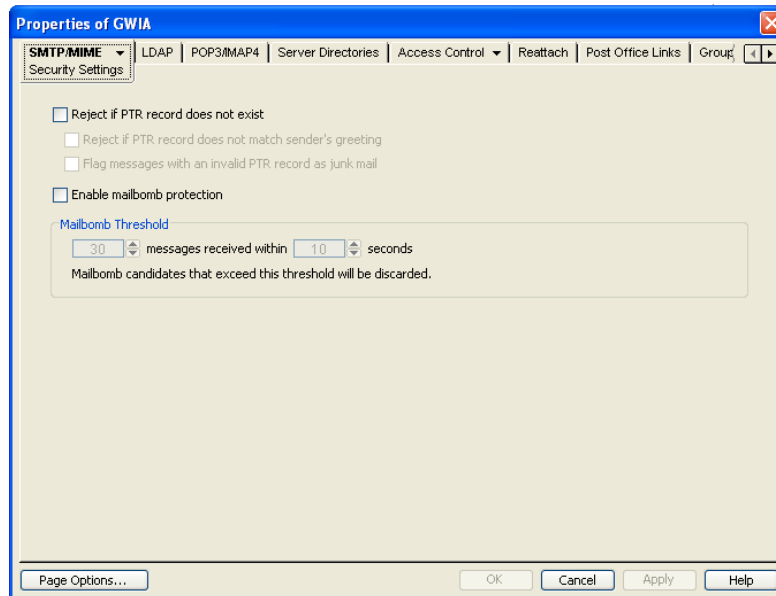 Properties of GWIA
SMTP/MIME LDAP POP3/IMAP4 Server Directories Access Control Reattach Post Office Links Group
Security Settings
Reject if PTR record does not exist
Reject if PTR record does not match sender's greeting
Flag messages with an invalid PTR record as junk mail
Enable mailbomb protection
Mailbomb Threshold
30 messages received within 10 seconds
Mailbomb candidates that exceed this threshold will be discarded.
Page Options... OK Cancel Apply Help